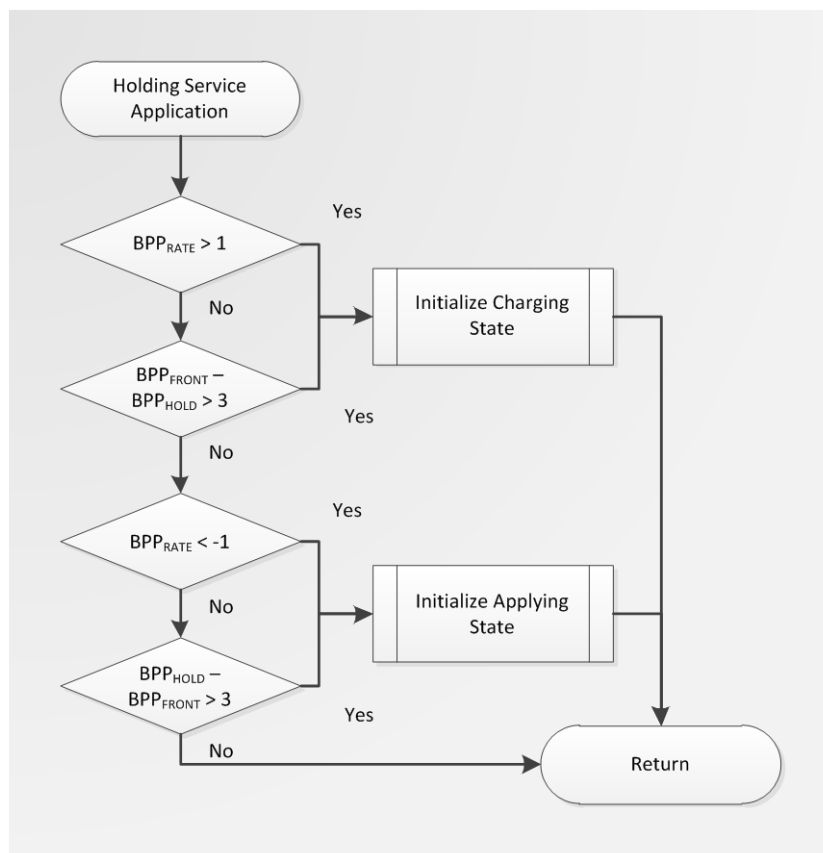 Holding Service
Application
Yes
BPPRATE > 1
Initialize Charging
State
No
BPPFRONT –
BPPHOLD > 3
Yes
No
Yes
BPPRATE < -1
Initialize Applying
State
No
BPPHOLD –
BPPFRONT > 3
Yes
No
Return